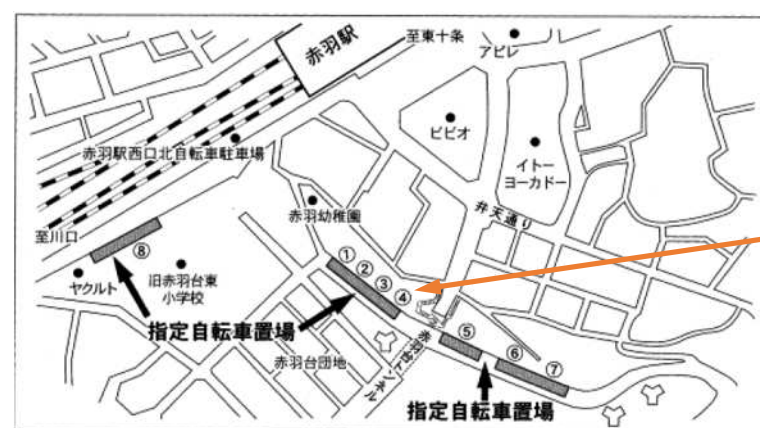 赤羽駅
至東十条
アピレ
ビビオ
イトー
ヨーカドー
赤羽駅西口北自転車駐車場
赤羽幼稚園
弁天通り
至川口
⑧
ヤクルト
旧赤羽台東
小学校
①
②
③
④
指定自転車置場
赤羽台団地
赤羽台トンネル
⑤
⑥
⑦
指定自転車置場